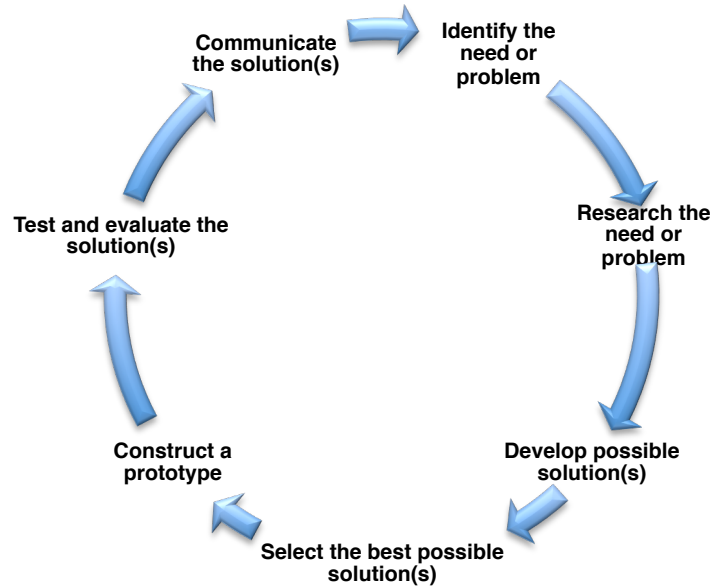 Identify the
need or
problem
Research the
need or
problem
Develop possible
solution(s)
Select the best possible
solution(s)
Construct a
prototype
Test and evaluate the
solution(s)
Communicate
the solution(s)